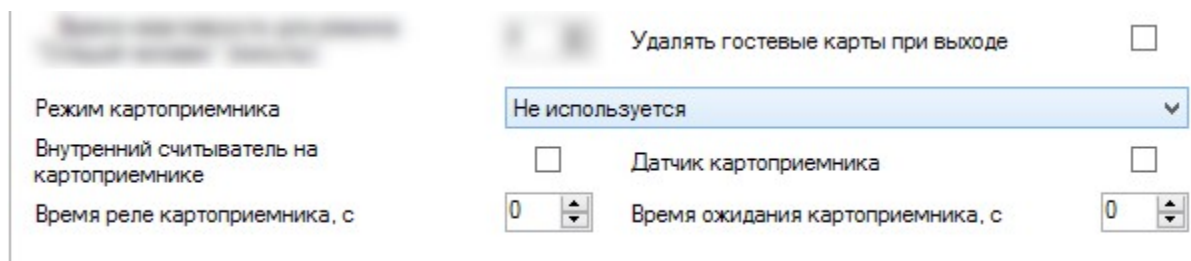 Удалять гостевые карты при выходе
Режим картоприемника
Не используется
Внутренний считыватель на
картоприемнике
Датчик картоприемника
Время реле картоприемника, с
0
Время ожидания картоприемника, с
0